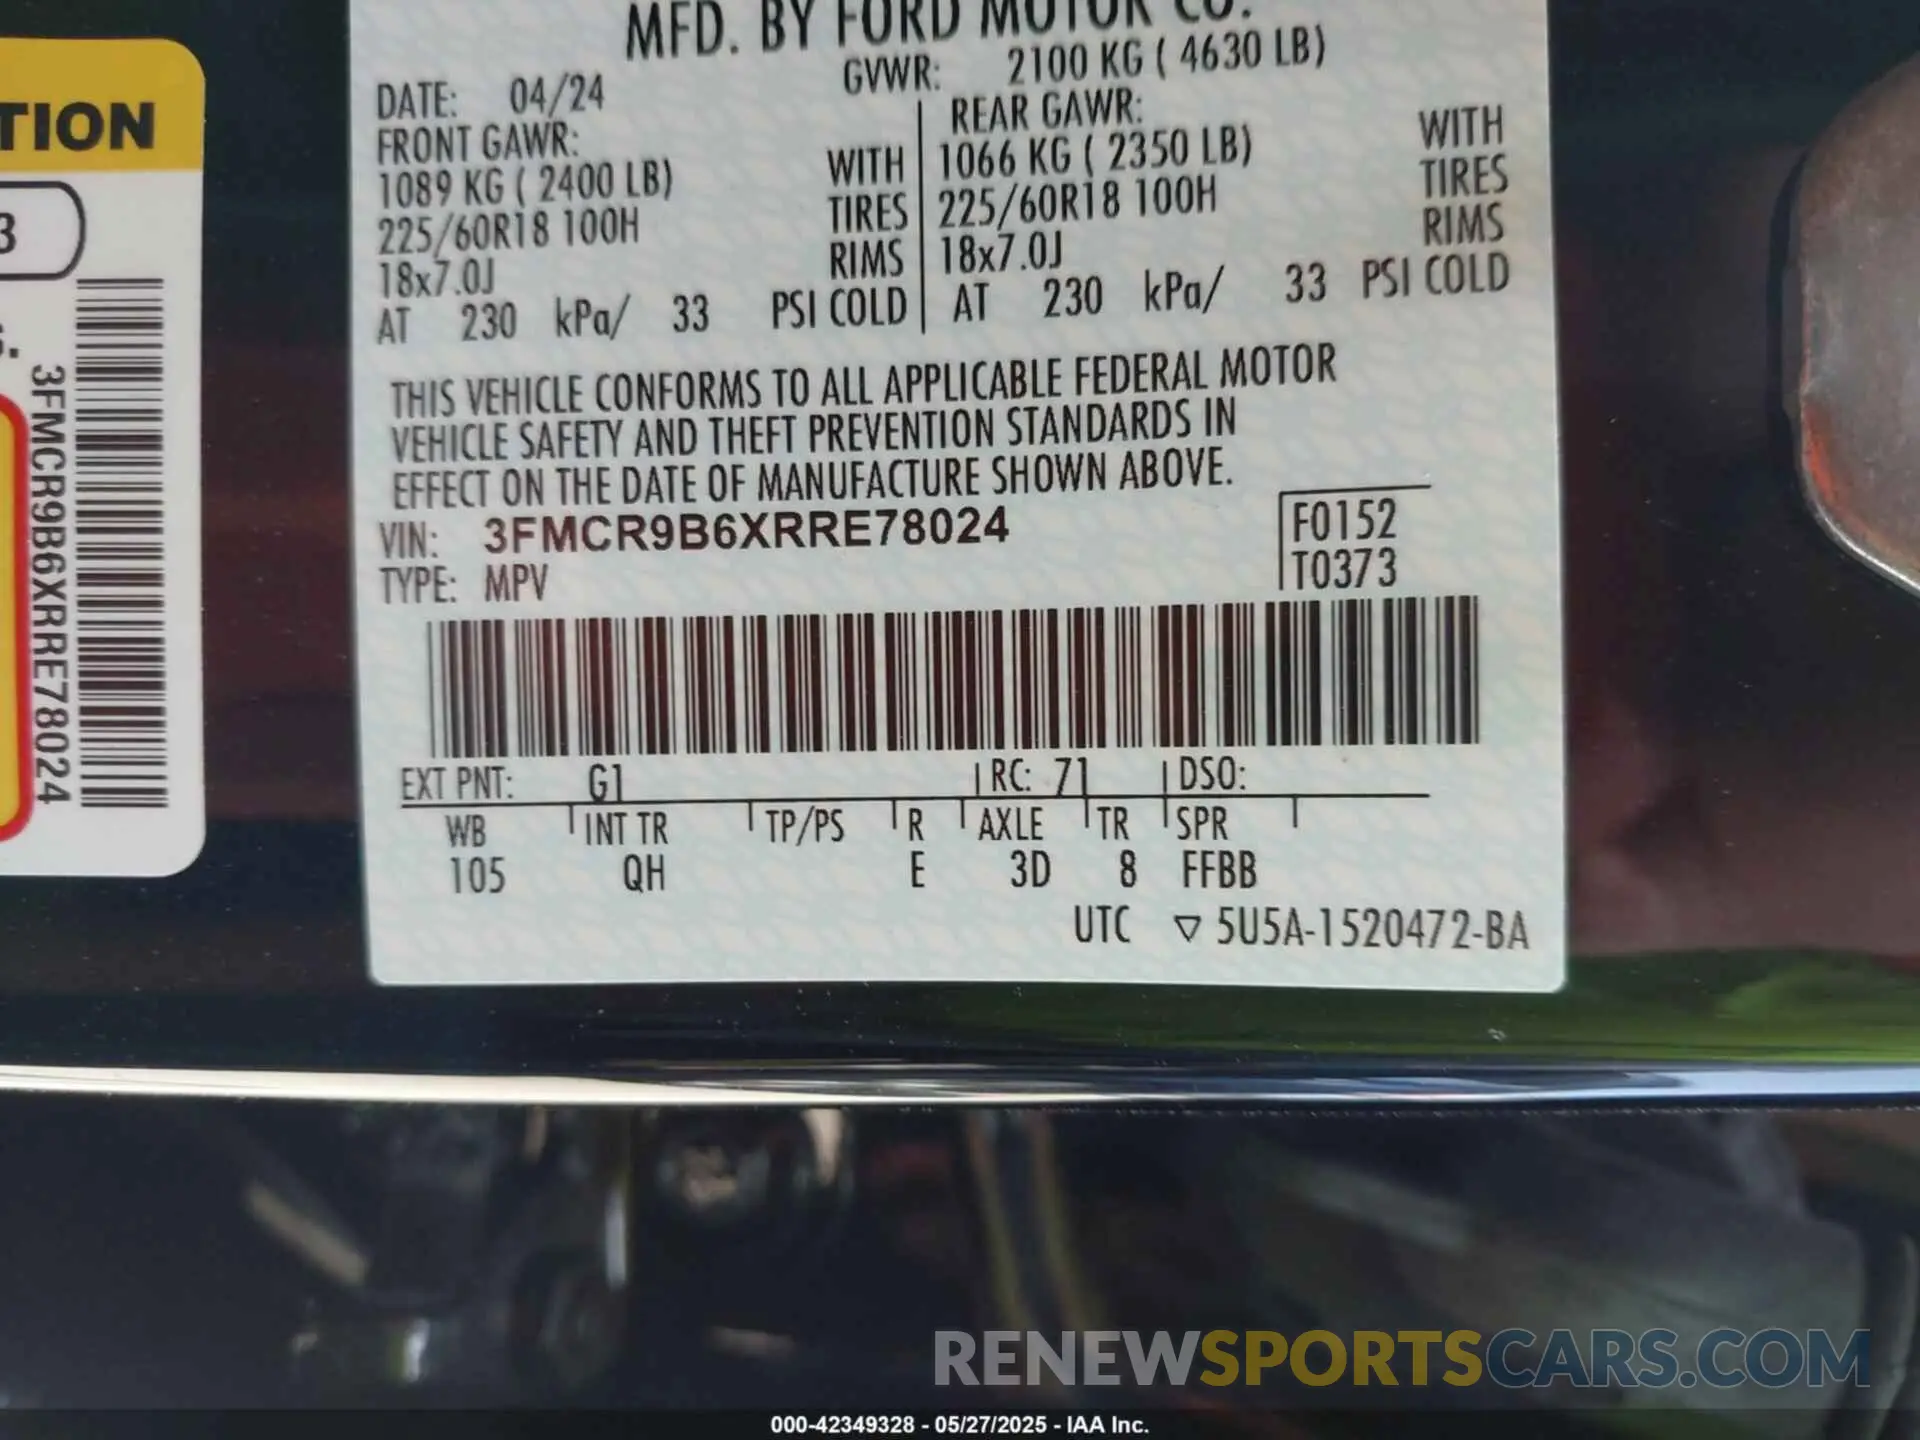 MFD. BY FORD MOTOR CO.
DATE: 04/24
GVWR: 2100 KG ( 4630 LB)
FRONT GAWR:
1089 KG ( 2400 LB) WITH
225/60R18 100H TIRES
18x7.0J RIMS
AT 230 kPa/ 33 PSI COLD
REAR GAWR:
1066 KG ( 2350 LB) WITH
225/60R18 100H TIRES
18x7.0J RIMS
AT 230 kPa/ 33 PSI COLD
THIS VEHICLE CONFORMS TO ALL APPLICABLE FEDERAL MOTOR
VEHICLE SAFETY AND THEFT PREVENTION STANDARDS IN
EFFECT ON THE DATE OF MANUFACTURE SHOWN ABOVE.
VIN: 3FMCR9B6XRRE78024
TYPE: MPV
F0152
T0373
EXT PNT: G1 RC: 71 DSO:
WB INT TR TP/PS R AXLE TR SPR
105 QH E 3D 8 FFBB
UTC ▽ 5U5A-1520472-BA
TION
3
S.
3FMCR9B6XRRE78024
RENEWSPORTSCARS.COM
000-42349328 - 05/27/2025 - IAA Inc.